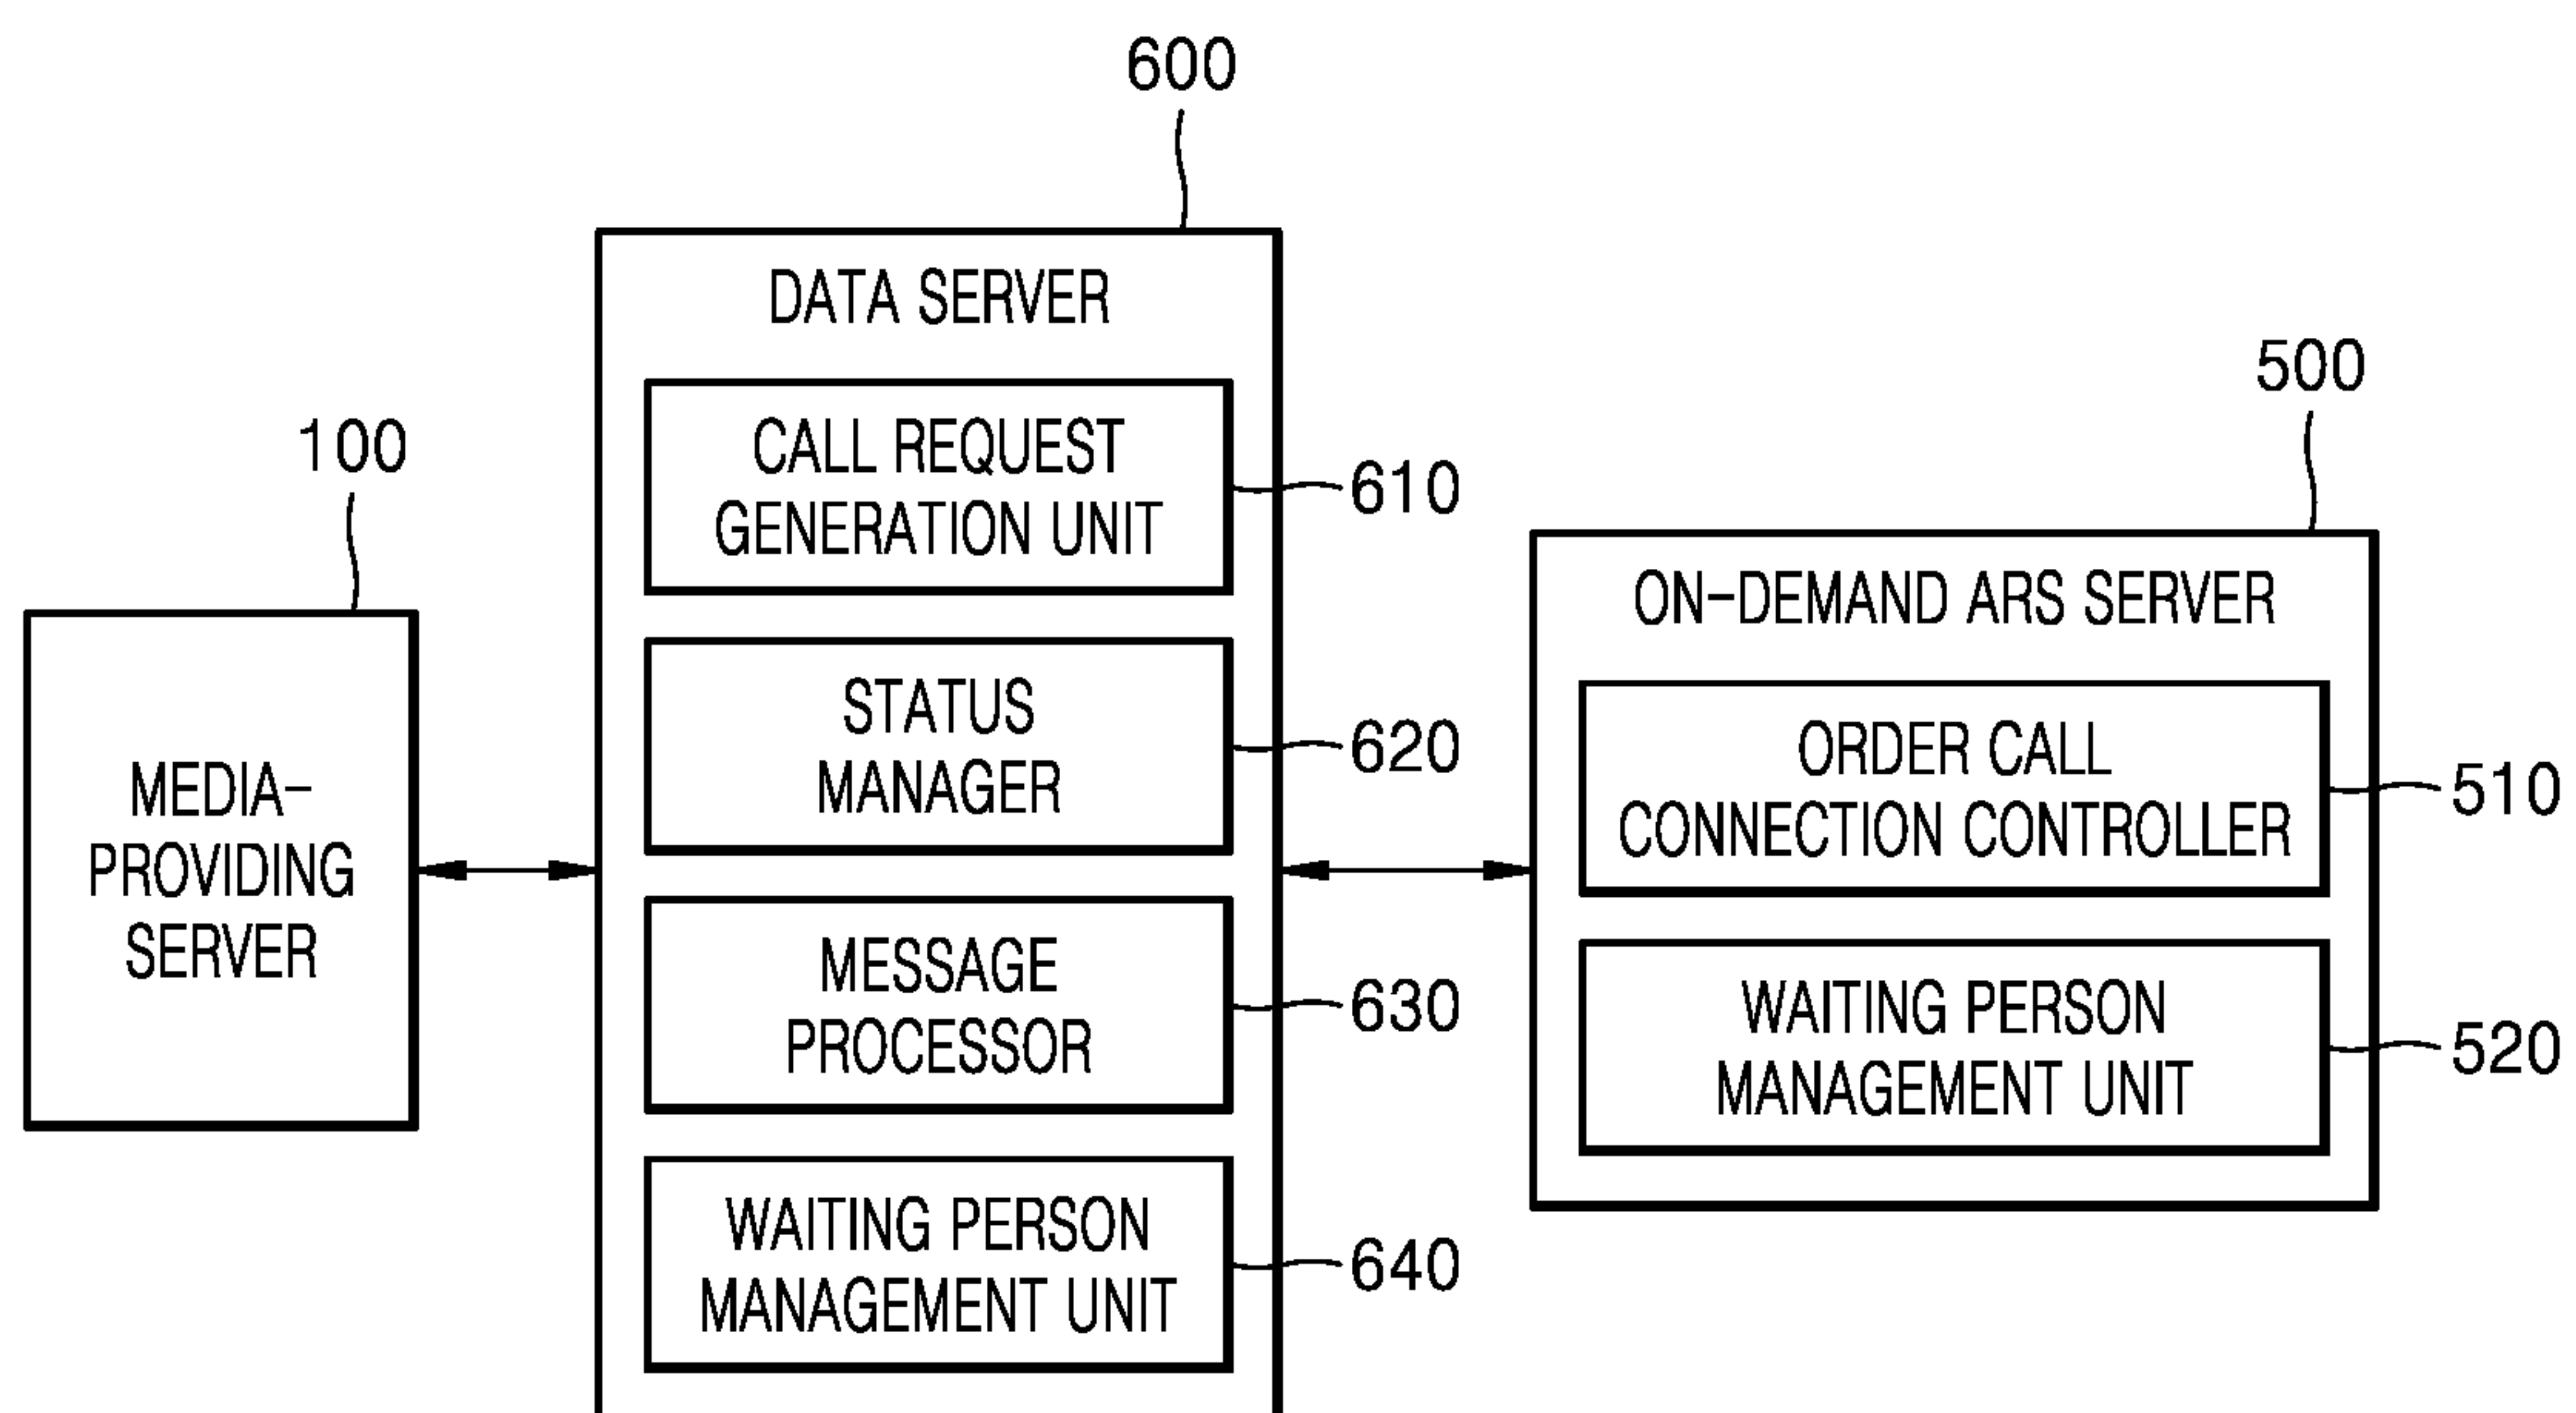 600
DATA SERVER
CALL REQUEST
GENERATION UNIT
610
STATUS
MANAGER
620
MESSAGE
PROCESSOR
630
WAITING PERSON
MANAGEMENT UNIT
640
100
MEDIA-
PROVIDING
SERVER
500
ON-DEMAND ARS SERVER
ORDER CALL
CONNECTION CONTROLLER
510
WAITING PERSON
MANAGEMENT UNIT
520